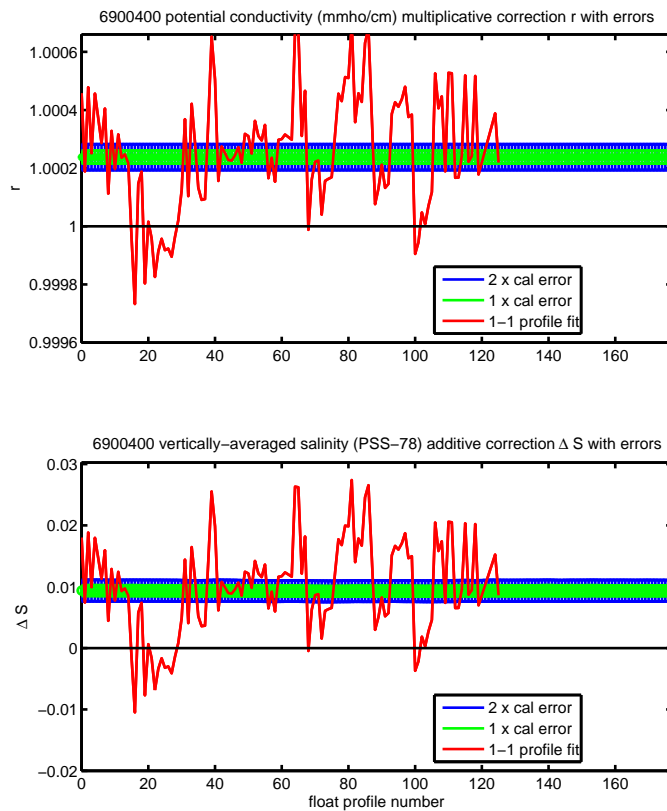 6900400 potential conductivity (mmho/cm) multiplicative correction r with errors
1.0006
1.0004
1.0002
1
0.9998
0.9996
r
0 20 40 60 80 100 120 140 160
2 x cal error
1 x cal error
1−1 profile fit
6900400 vertically−averaged salinity (PSS−78) additive correction Δ S with errors
0.03
0.02
0.01
0
−0.01
−0.02
Δ S
0 20 40 60 80 100 120 140 160
2 x cal error
1 x cal error
1−1 profile fit
float profile number